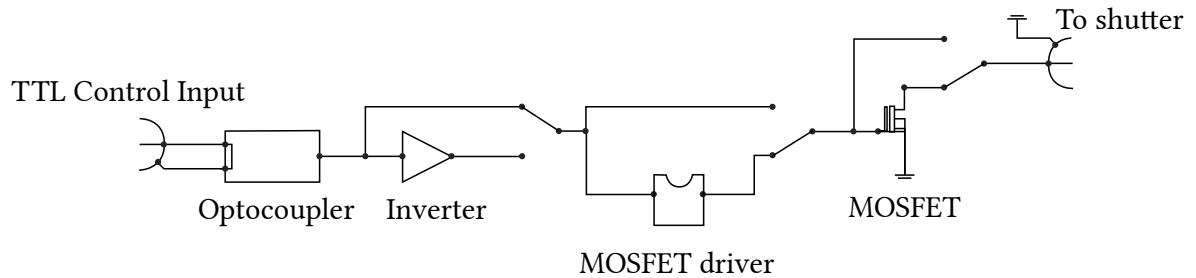 To shutter
TTL Control Input
Optocoupler
Inverter
MOSFET
MOSFET driver